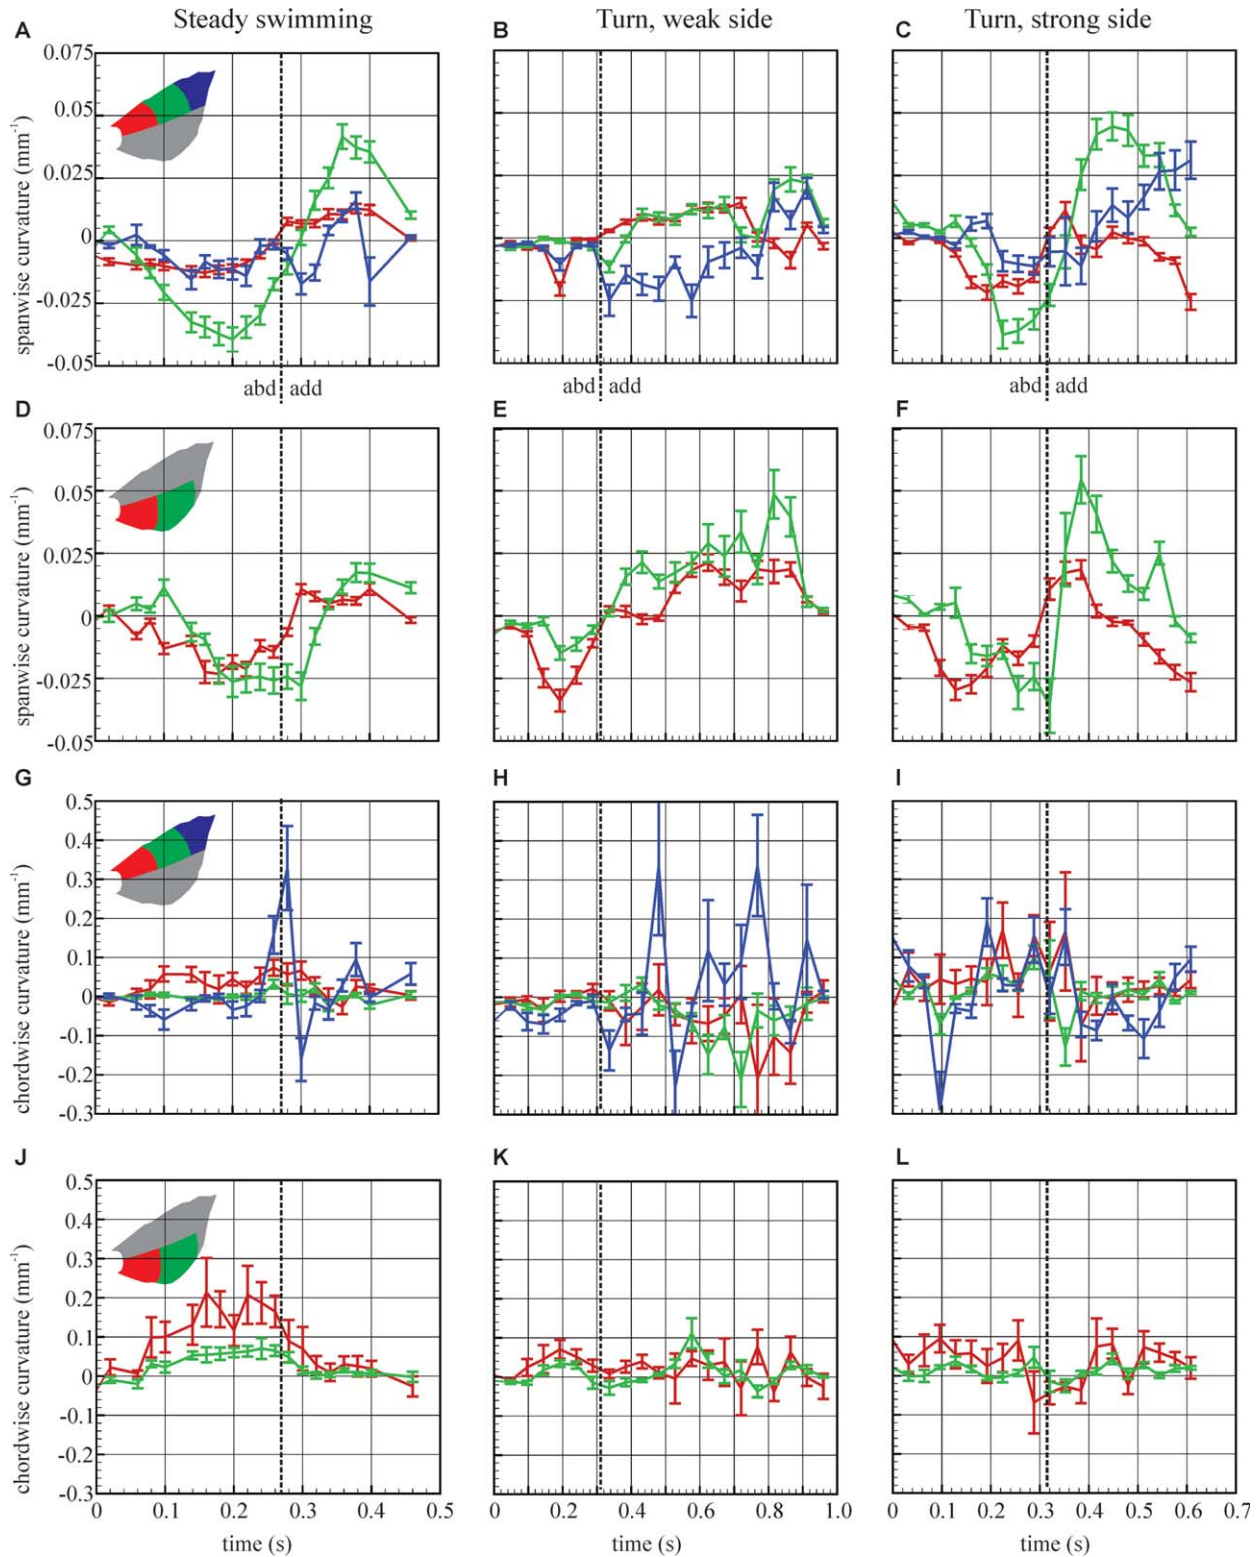 Steady swimming Turn, weak side Turn, strong side
A B C
0.075
0.05
0.025
0
-0.025
-0.05
spanwise curvature (mm-1)
abd add abd add abd add
D E F
0.075
0.05
0.025
0
-0.025
-0.05
spanwise curvature (mm-1)
G H I
0.5
0.4
0.3
0.2
0.1
0
-0.1
-0.2
-0.3
chordwise curvature (mm-1)
J K L
0.5
0.4
0.3
0.2
0.1
0
-0.1
-0.2
-0.3
chordwise curvature (mm-1)
0 0.1 0.2 0.3 0.4 0.5 0 0.2 0.4 0.6 0.8 1.0 0 0.1 0.2 0.3 0.4 0.5 0.6 0.7
time (s) time (s) time (s)